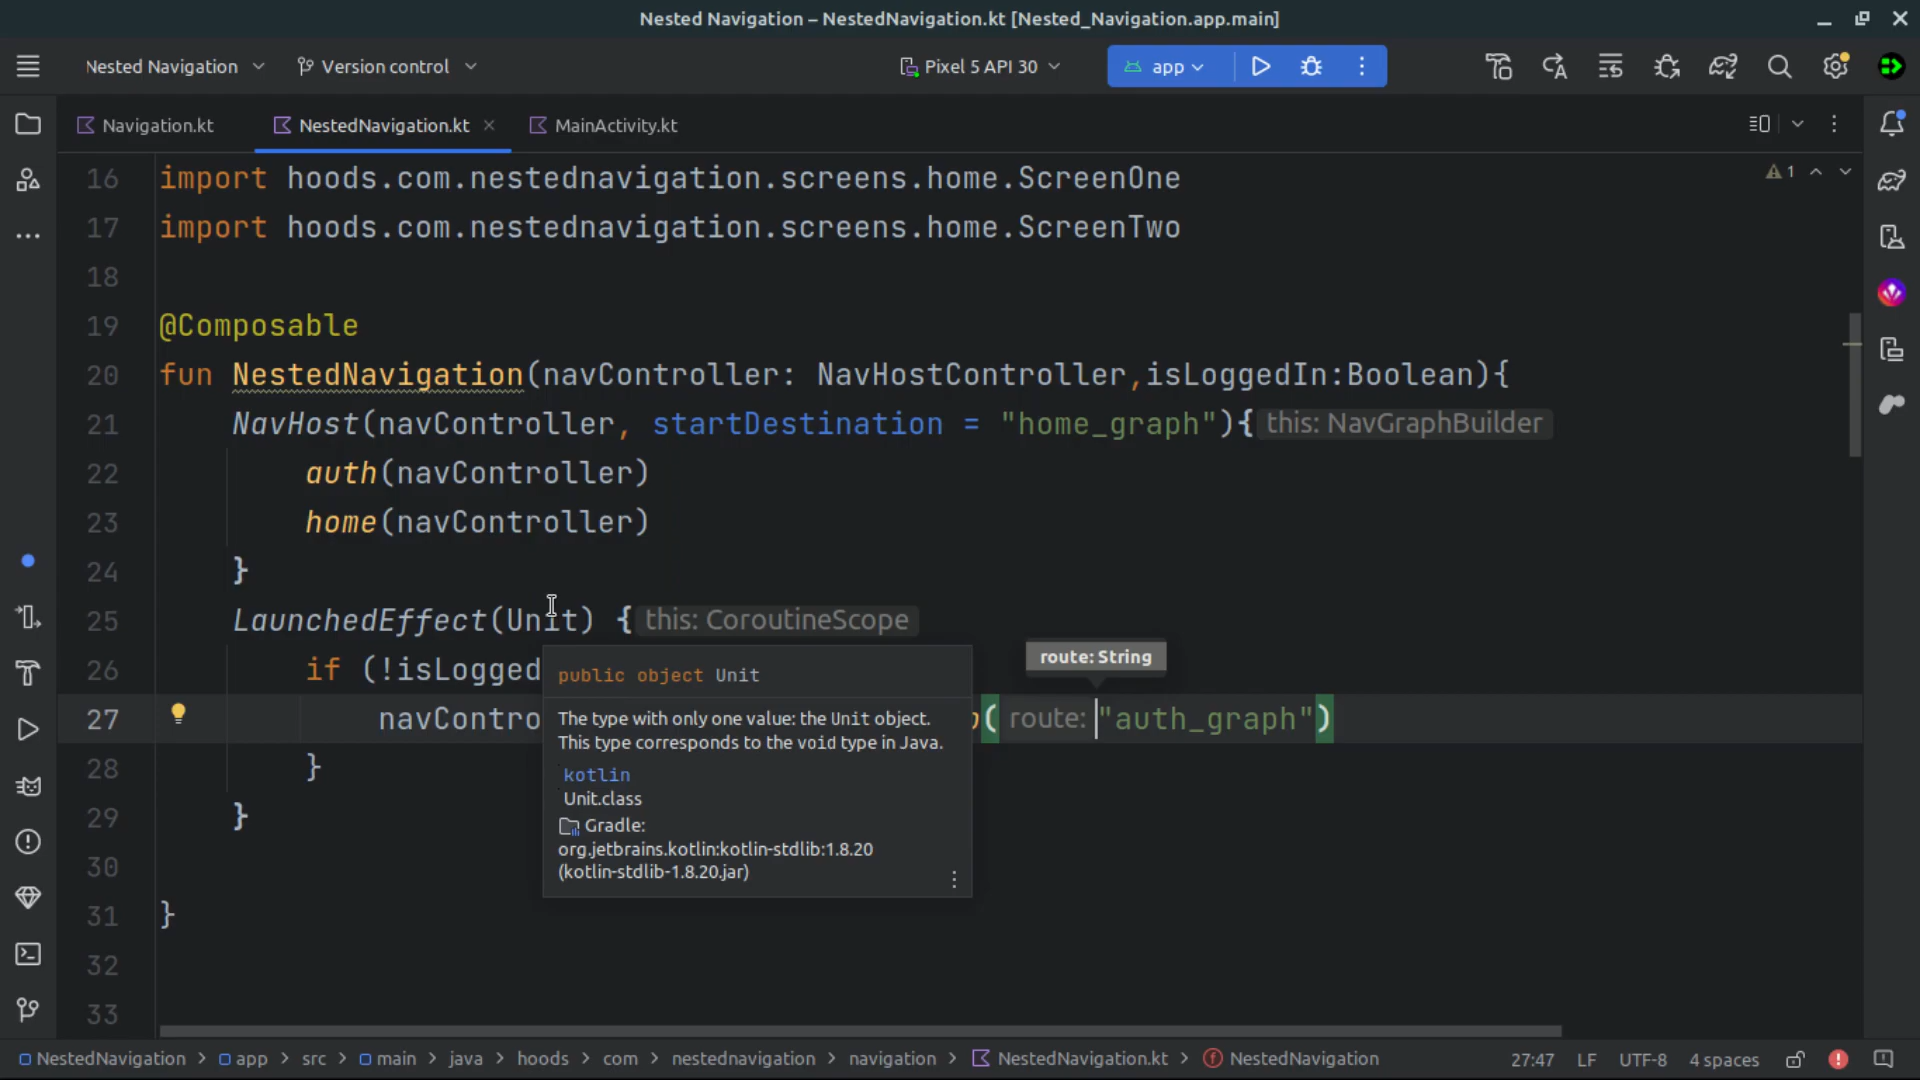 Nested Navigation – NestedNavigation.kt [Nested_Navigation.app.main]
Nested Navigation Version control Pixel 5 API 30 app
Navigation.kt NestedNavigation.kt MainActivity.kt
1
16 import hoods.com.nestednavigation.screens.home.ScreenOne
17 import hoods.com.nestednavigation.screens.home.ScreenTwo
18
19 @Composable
20 fun NestedNavigation(navController: NavHostController,isLoggedIn:Boolean){
21 NavHost(navController, startDestination = "home_graph"){ this: NavGraphBuilder
22 auth(navController)
23 home(navController)
24 }
25 LaunchedEffect(Unit) { this: CoroutineScope
26 if (!isLogged
route: String
27 navContro ( route: "auth_graph")
28 }
29 }
30
31 }
32
33
public object Unit
The type with only one value: the Unit object.
This type corresponds to the void type in Java.
kotlin
Unit.class
Gradle:
org.jetbrains.kotlin:kotlin-stdlib:1.8.20
(kotlin-stdlib-1.8.20.jar)
NestedNavigation > app > src > main > java > hoods > com > nestednavigation > navigation > NestedNavigation.kt > NestedNavigation 27:47 LF UTF-8 4 spaces